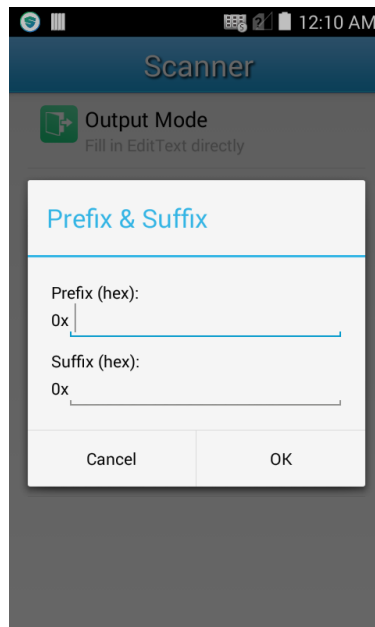 12:10 AM
Scanner
Output Mode
Fill in EditText directly
Prefix & Suffix
Prefix (hex):
0x
Suffix (hex):
0x
Cancel
OK